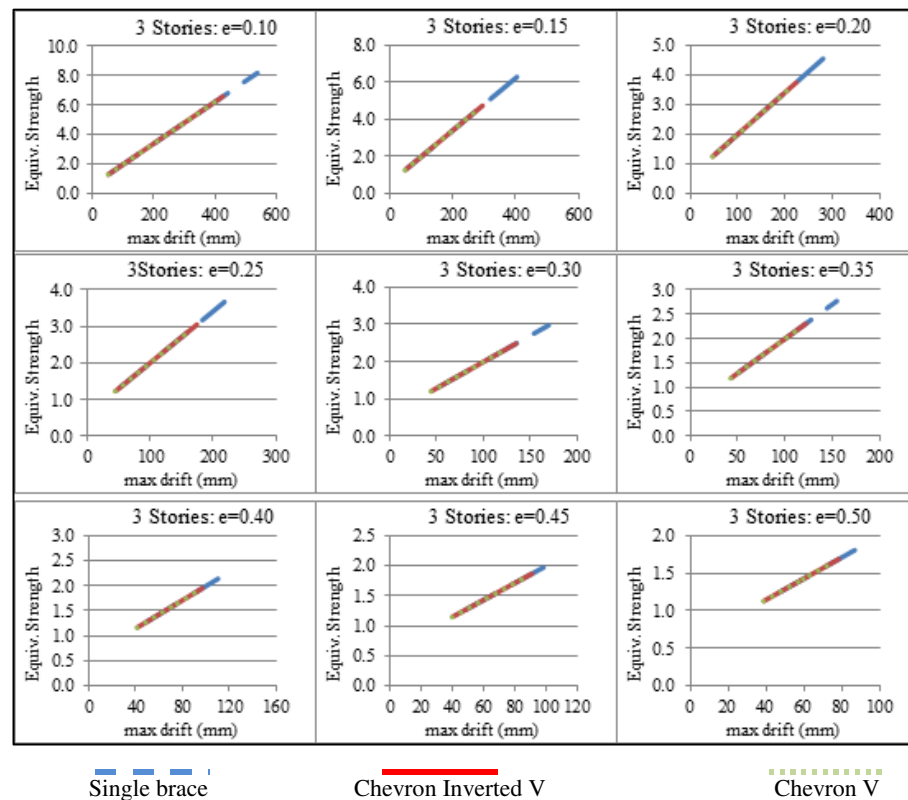 3 Stories: e=0.10
10.0
8.0
6.0
4.0
2.0
0.0
Equiv. Strength
0 200 400 600
max drift (mm)
3 Stories: e=0.15
8.0
6.0
4.0
2.0
0.0
Equiv. Strength
0 200 400 600
max drift (mm)
3 Stories: e=0.20
5.0
4.0
3.0
2.0
1.0
0.0
Equiv. Strength
0 100 200 300 400
max drift (mm)
3Stories: e=0.25
4.0
3.0
2.0
1.0
0.0
Equiv. Strength
0 100 200 300
max drift (mm)
3 Stories: e=0.30
4.0
3.0
2.0
1.0
0.0
Equiv. Strength
0 50 100 150 200
max drift (mm)
3 Stories: e=0.35
3.0
2.5
2.0
1.5
1.0
0.5
0.0
Equiv. Strength
0 50 100 150 200
max drift (mm)
3 Stories: e=0.40
3.0
2.5
2.0
1.5
1.0
0.5
0.0
Equiv. Strength
0 40 80 120 160
max drift (mm)
3 Stories: e=0.45
2.5
2.0
1.5
1.0
0.5
0.0
Equiv. Strength
0 20 40 60 80 100 120
max drift (mm)
3 Stories: e=0.50
2.0
1.5
1.0
0.5
0.0
Equiv. Strength
0 20 40 60 80 100
max drift (mm)
Single brace
Chevron Inverted V
Chevron V